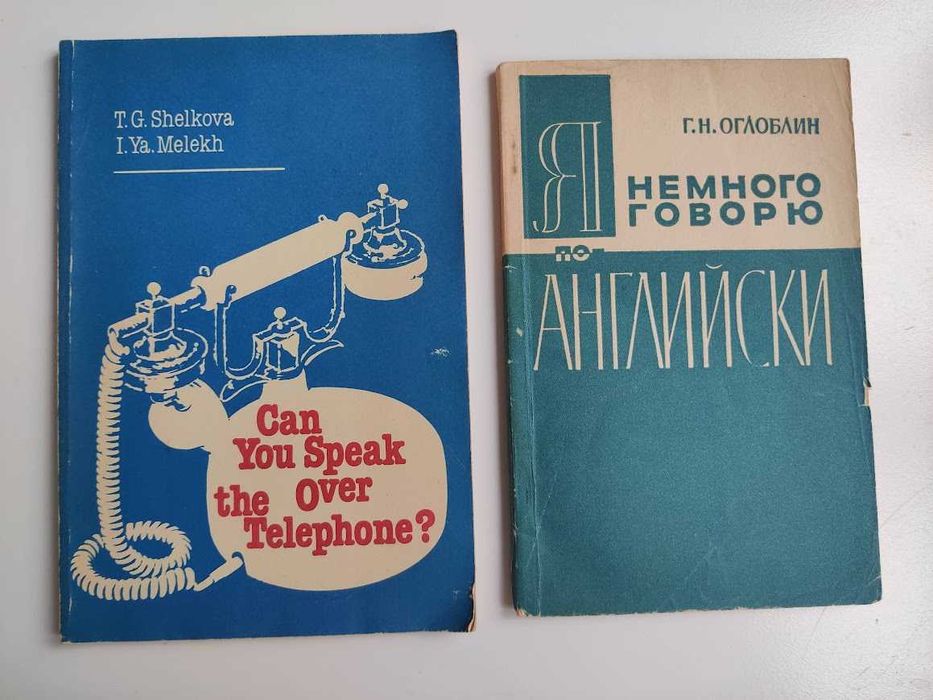 T.G. Shelkova
I.Ya. Melekh
Can
You Speak
the Over
Telephone?
Г.Н. ОГЛОБЛИН
Я НЕМНОГО
ГОВОРЮ
ПО-
АНГЛИЙСКИ